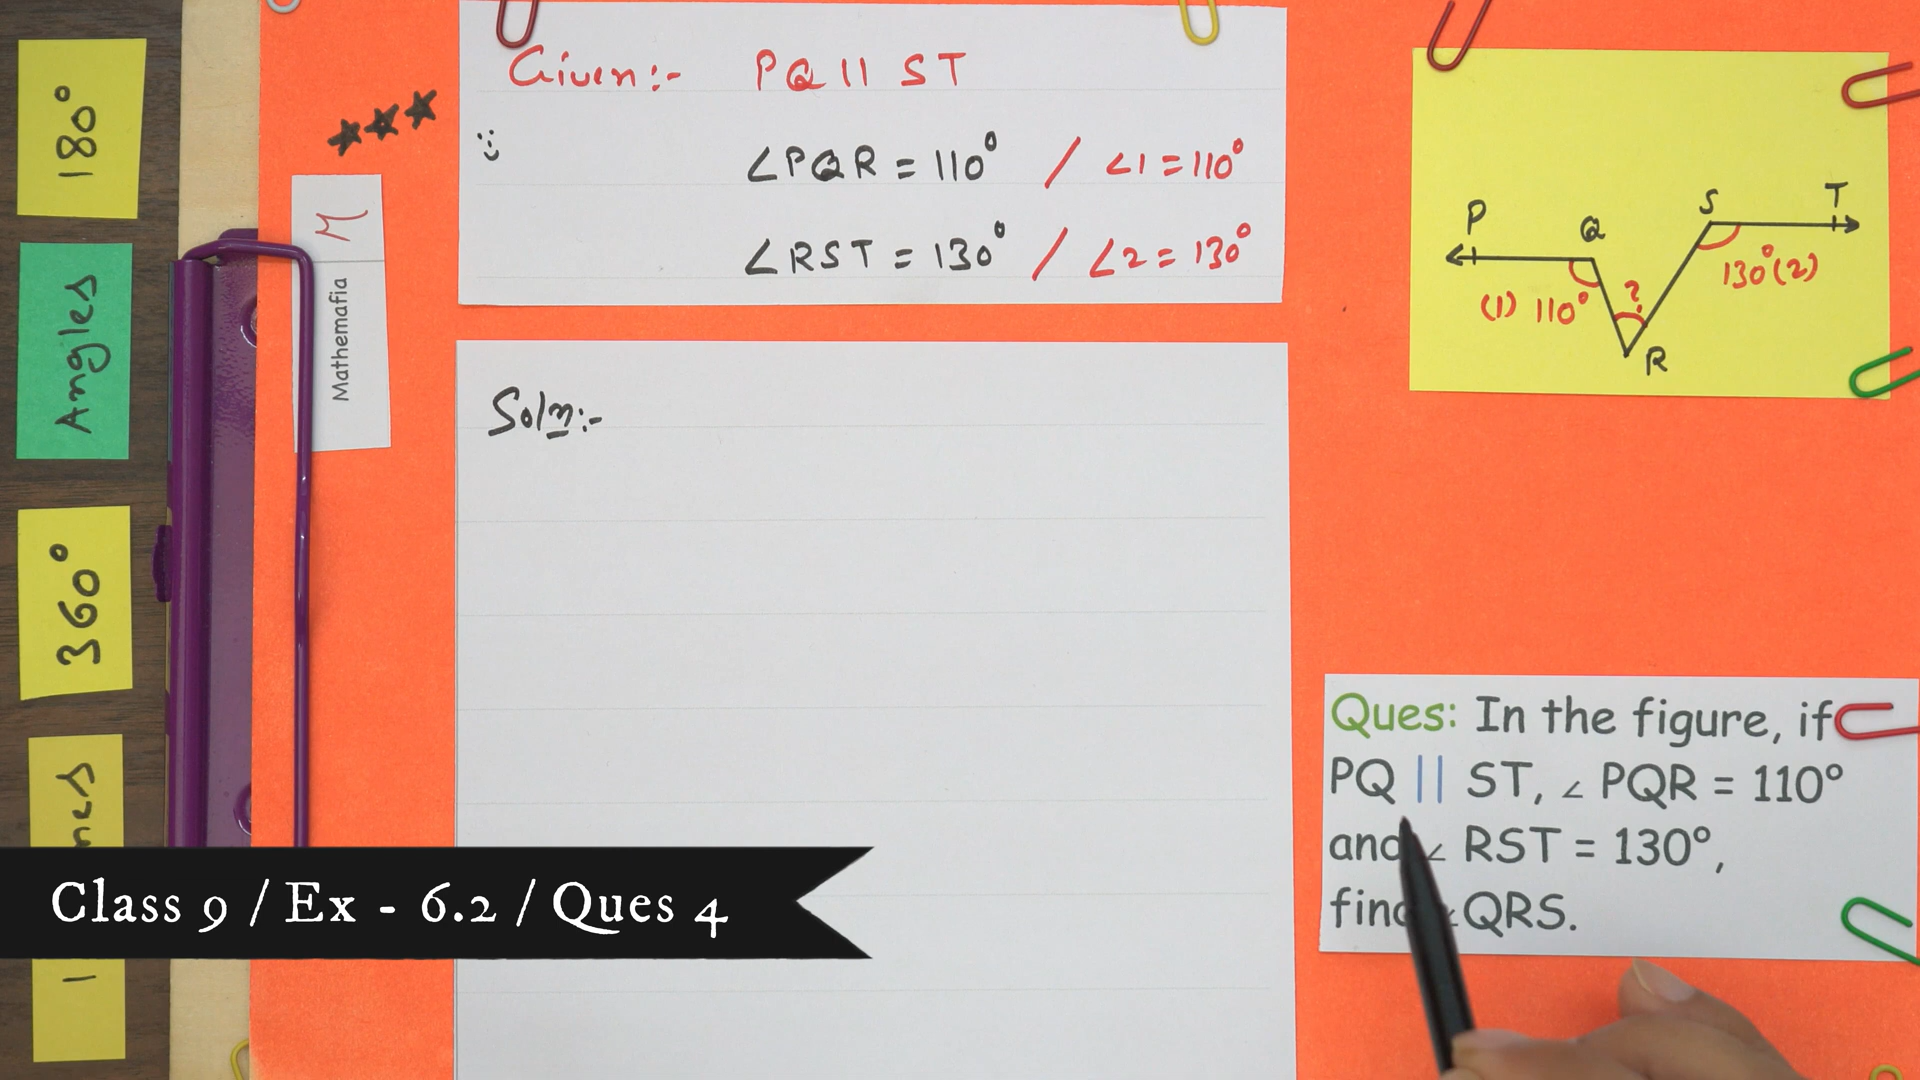 180°
Angles
360°
M
Mathemafia
Given:- PQ || ST
∠PQR = 110° / ∠1 = 110°
∠RST = 130° / ∠2 = 130°
Soln:-
P
Q
S
T
(1) 110°
?
130°(2)
R
Ques: In the figure, if
PQ || ST, ∠ PQR = 110°
and ∠ RST = 130°,
find ∠QRS.
Class 9 / Ex - 6.2 / Ques 4